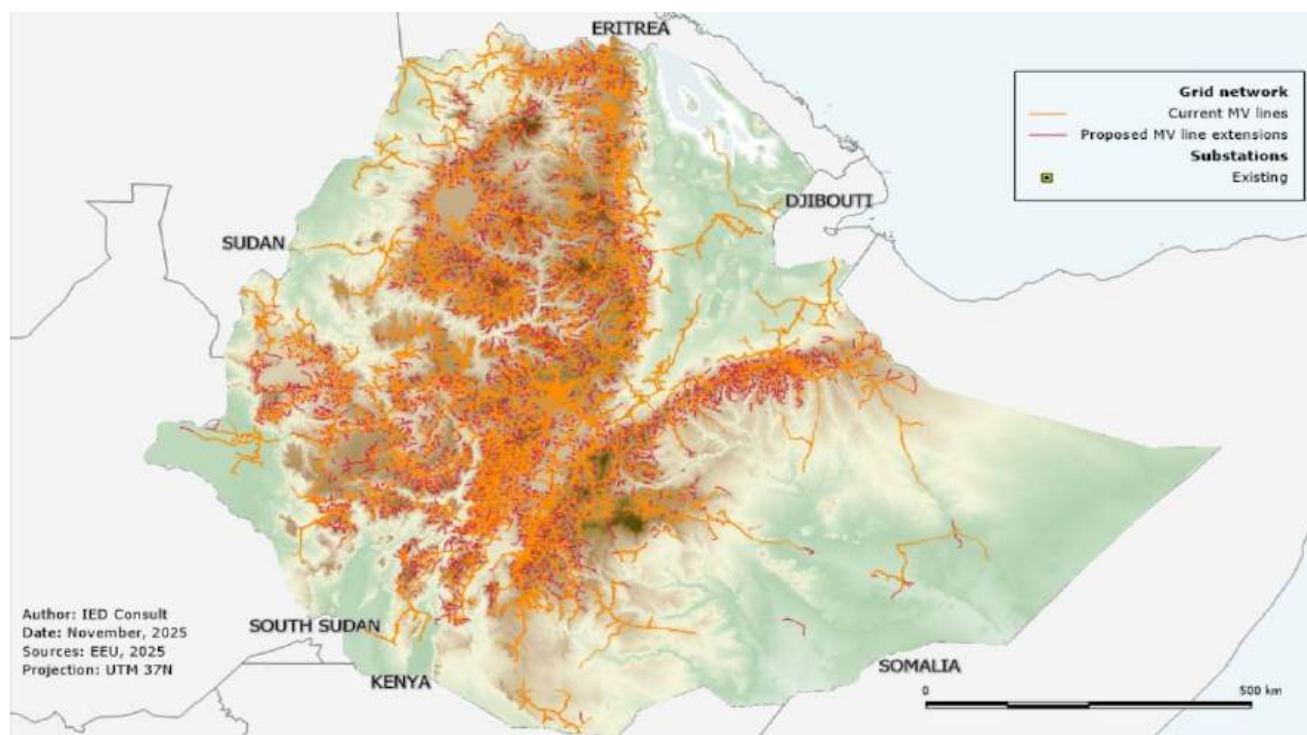 ERITREA
Grid network
Current MV lines
Proposed MV line extensions
Substations
Existing
DJIBOUTI
SUDAN
Author: IED Consult
Date: November, 2025
Sources: EEU, 2025
Projection: UTM 37N
SOUTH SUDAN
KENYA
SOMALIA
0 500 km